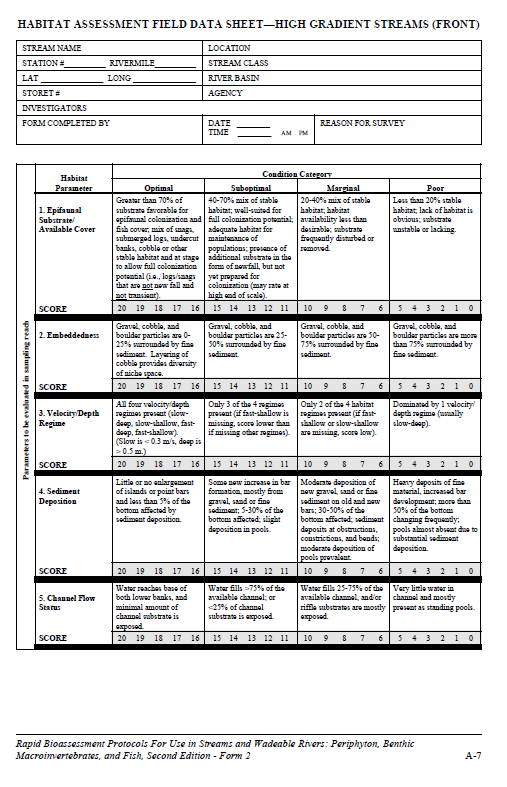 HABITAT ASSESSMENT FIELD DATA SHEET—HIGH GRADIENT STREAMS (FRONT)
STREAM NAME
LOCATION
STATION #__________ RIVERMILE__________
STREAM CLASS
LAT ______________ LONG ______________
RIVER BASIN
STORET #
AGENCY
INVESTIGATORS
FORM COMPLETED BY
DATE ________
TIME ________ AM PM
REASON FOR SURVEY
Parameters to be evaluated in sampling reach
Habitat
Parameter
Condition Category
Optimal
Suboptimal
Marginal
Poor
1. Epifaunal
Substrate/
Available Cover
Greater than 70% of
substrate favorable for
epifaunal colonization and
fish cover; mix of snags,
submerged logs, undercut
banks, cobble or other
stable habitat and at stage
to allow full colonization
potential (i.e., logs/snags
that are not new fall and
not transient).
40-70% mix of stable
habitat; well-suited for
full colonization potential;
adequate habitat for
maintenance of
populations; presence of
additional substrate in the
form of newfall, but not
yet prepared for
colonization (may rate at
high end of scale).
20-40% mix of stable
habitat; habitat
availability less than
desirable; substrate
frequently disturbed or
removed.
Less than 20% stable
habitat; lack of habitat is
obvious; substrate
unstable or lacking.
SCORE
20 19 18 17 16
15 14 13 12 11
10 9 8 7 6
5 4 3 2 1 0
2. Embeddedness
Gravel, cobble, and
boulder particles are 0-
25% surrounded by fine
sediment. Layering of
cobble provides diversity
of niche space.
Gravel, cobble, and
boulder particles are 25-
50% surrounded by fine
sediment.
Gravel, cobble, and
boulder particles are 50-
75% surrounded by fine
sediment.
Gravel, cobble, and
boulder particles are more
than 75% surrounded by
fine sediment.
SCORE
20 19 18 17 16
15 14 13 12 11
10 9 8 7 6
5 4 3 2 1 0
3. Velocity/Depth
Regime
All four velocity/depth
regimes present (slow-
deep, slow-shallow, fast-
deep, fast-shallow).
(Slow is < 0.3 m/s, deep is
> 0.5 m.)
Only 3 of the 4 regimes
present (if fast-shallow is
missing, score lower than
if missing other regimes).
Only 2 of the 4 habitat
regimes present (if fast-
shallow or slow-shallow
are missing, score low).
Dominated by 1 velocity/
depth regime (usually
slow-deep).
SCORE
20 19 18 17 16
15 14 13 12 11
10 9 8 7 6
5 4 3 2 1 0
4. Sediment
Deposition
Little or no enlargement
of islands or point bars
and less than 5% of the
bottom affected by
sediment deposition.
Some new increase in bar
formation, mostly from
gravel, sand or fine
sediment; 5-30% of the
bottom affected; slight
deposition in pools.
Moderate deposition of
new gravel, sand or fine
sediment on old and new
bars; 30-50% of the
bottom affected; sediment
deposits at obstructions,
constrictions, and bends;
moderate deposition of
pools prevalent.
Heavy deposits of fine
material, increased bar
development; more than
50% of the bottom
changing frequently;
pools almost absent due to
substantial sediment
deposition.
SCORE
20 19 18 17 16
15 14 13 12 11
10 9 8 7 6
5 4 3 2 1 0
5. Channel Flow
Status
Water reaches base of
both lower banks, and
minimal amount of
channel substrate is
exposed.
Water fills >75% of the
available channel; or
<25% of channel
substrate is exposed.
Water fills 25-75% of the
available channel, and/or
riffle substrates are mostly
exposed.
Very little water in
channel and mostly
present as standing pools.
SCORE
20 19 18 17 16
15 14 13 12 11
10 9 8 7 6
5 4 3 2 1 0
Rapid Bioassessment Protocols For Use in Streams and Wadeable Rivers: Periphyton, Benthic
Macroinvertebrates, and Fish, Second Edition - Form 2
A-7